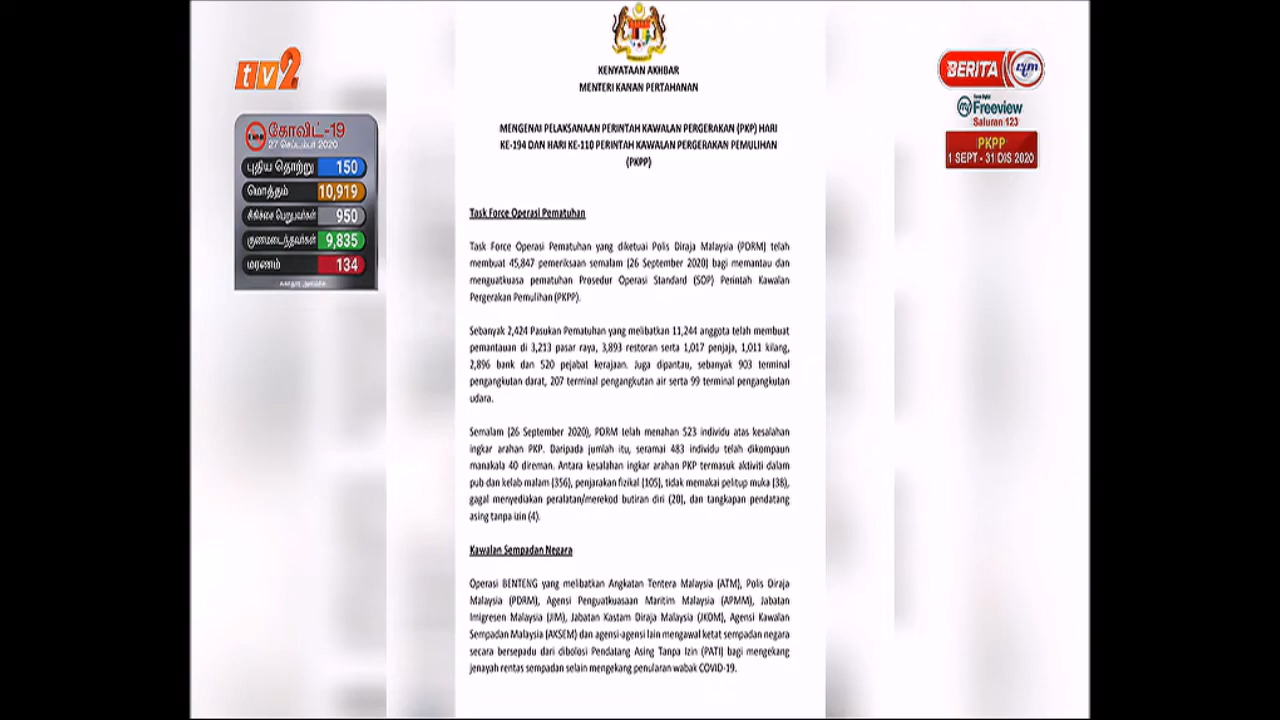 tv2
கோவிட்-19
27 செப்டம்பர் 2020
புதிய தொற்று 150
மொத்தம் 10,919
சிகிச்சை பெறுபவர்கள் 950
குணமடைந்தவர்கள் 9,835
மரணம் 134
KENYATAAN AKHBAR
MENTERI KANAN PERTAHANAN
MENGENAI PELAKSANAAN PERINTAH KAWALAN PERGERAKAN (PKP) HARI
KE-194 DAN HARI KE-110 PERINTAH KAWALAN PERGERAKAN PEMULIHAN
(PKPP)
Task Force Operasi Pematuhan
Task Force Operasi Pematuhan yang diketuai Polis Diraja Malaysia (PDRM) telah
membuat 45,847 pemeriksaan semalam (26 September 2020) bagi memantau dan
menguatkuasa pematuhan Prosedur Operasi Standard (SOP) Perintah Kawalan
Pergerakan Pemulihan (PKPP).
Sebanyak 2,424 Pasukan Pematuhan yang melibatkan 11,244 anggota telah membuat
pemantauan di 3,213 pasar raya, 3,893 restoran serta 1,017 penjaja, 1,011 kilang,
2,896 bank dan 520 pejabat kerajaan. Juga dipantau, sebanyak 903 terminal
pengangkutan darat, 207 terminal pengangkutan air serta 99 terminal pengangkutan
udara.
Semalam (26 September 2020), PDRM telah menahan 523 individu atas kesalahan
ingkar arahan PKP. Daripada jumlah itu, seramai 483 individu telah dikompaun
manakala 40 direman. Antara kesalahan ingkar arahan PKP termasuk aktiviti dalam
pub dan kelab malam (356), penjarakan fizikal (105), tidak memakai pelitup muka (38),
gagal menyediakan peralatan/merekod butiran diri (20), dan tangkapan pendatang
asing tanpa izin (4).
Kawalan Sempadan Negara
Operasi BENTENG yang melibatkan Angkatan Tentera Malaysia (ATM), Polis Diraja
Malaysia (PDRM), Agensi Penguatkuasaan Maritim Malaysia (APMM), Jabatan
Imigresen Malaysia (JIM), Jabatan Kastam Diraja Malaysia (JKDM), Agensi Kawalan
Sempadan Malaysia (AKSEM) dan agensi-agensi lain mengawal ketat sempadan negara
secara bersepadu dari dibolosi Pendatang Asing Tanpa Izin (PATI) bagi mengekang
jenayah rentas sempadan selain mengekang penularan wabak COVID-19.
BERITA rtm
my Freeview
Saluran 123
PKPP
1 SEPT - 31 DIS 2020